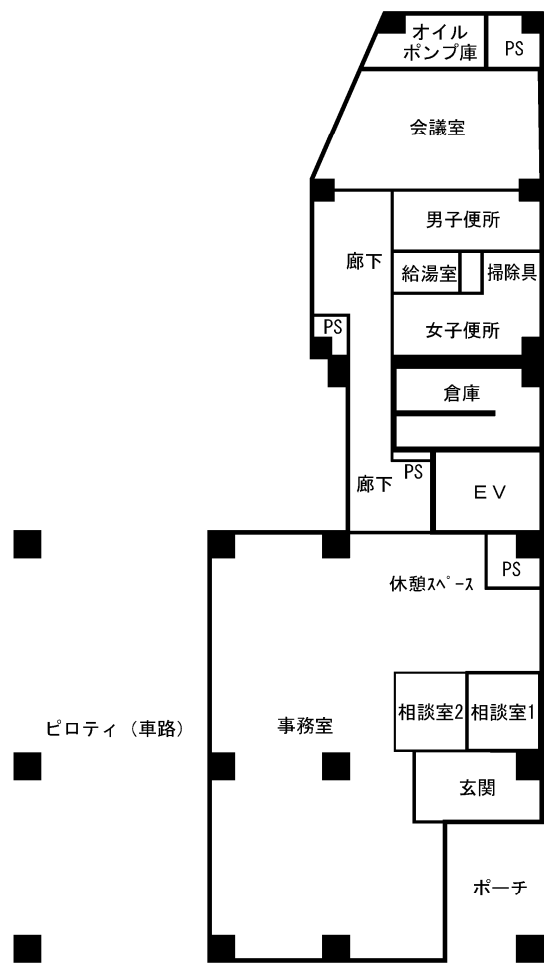 オイル
ポンプ庫
PS
会議室
男子便所
廊下
給湯室
掃除具
PS
女子便所
倉庫
PS
廊下
EV
PS
休憩ｽﾍﾟｰｽ
相談室2
相談室1
ピロティ（車路）
事務室
玄関
ポーチ